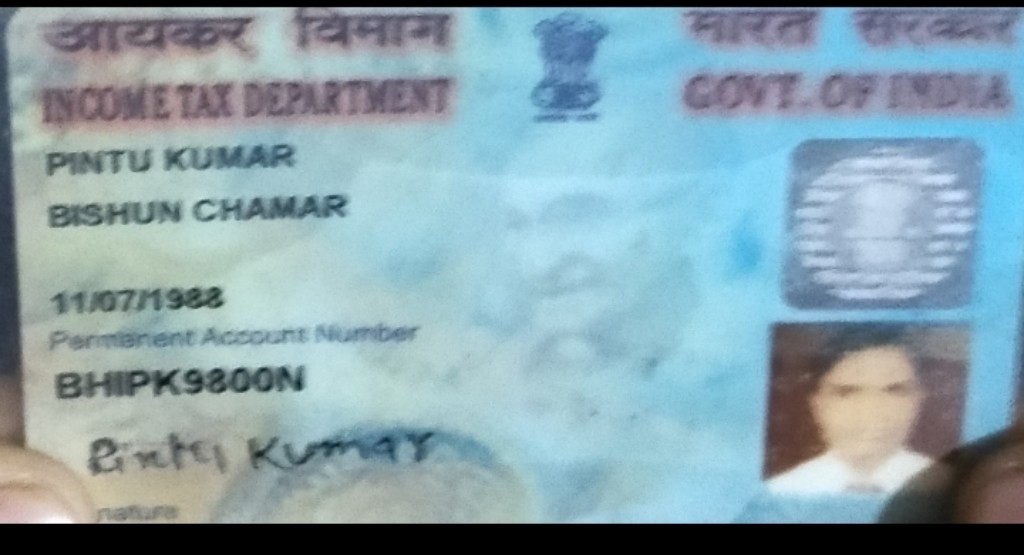 आयकर विभाग
भारत सरकार
INCOME TAX DEPARTMENT
GOVT. OF INDIA
PINTU KUMAR
BISHUN CHAMAR
11/07/1988
Permanent Account Number
BHIPK9800N
Pintu Kumar